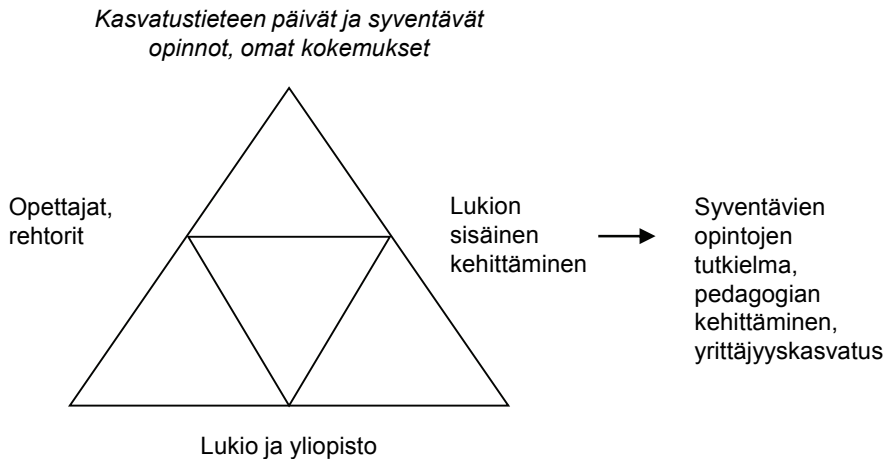 Kasvatustieteen päivät ja syventävät
opinnot, omat kokemukset
Opettajat,
rehtorit
Lukion
sisäinen
kehittäminen
Syventävien
opintojen
tutkielma,
pedagogian
kehittäminen,
yrittäjyyskasvatus
Lukio ja yliopisto